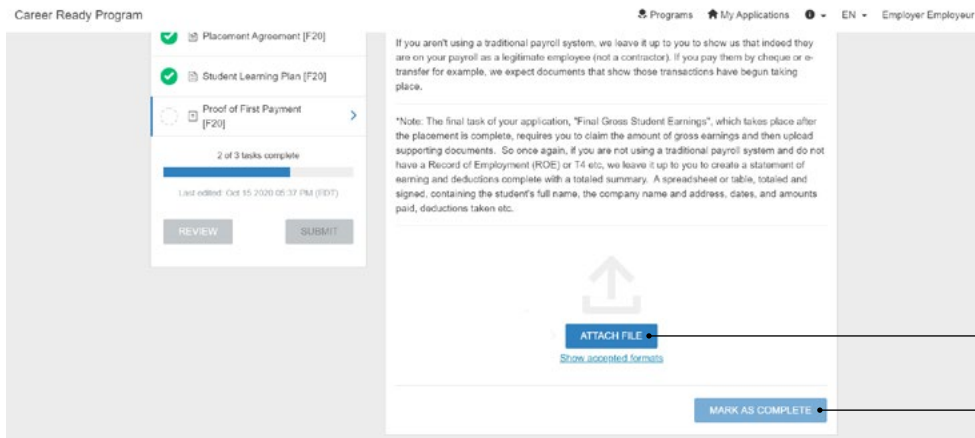 Career Ready Program
Programs My Applications EN Employer Employeur
Placement Agreement [F20]
Student Learning Plan [F20]
Proof of First Payment
[F20]
2 of 3 tasks complete
Last edited: Oct 15 2020 05:37 PM (EDT)
REVIEW SUBMIT
If you aren't using a traditional payroll system, we leave it up to you to show us that indeed they
are on your payroll as a legitimate employee (not a contractor). If you pay them by cheque or e-
transfer for example, we expect documents that show those transactions have begun taking
place.
*Note: The final task of your application, "Final Gross Student Earnings", which takes place after
the placement is complete, requires you to claim the amount of gross earnings and then upload
supporting documents. So once again, if you are not using a traditional payroll system and do not
have a Record of Employment (ROE) or T4 etc, we leave it up to you to create a statement of
earning and deductions complete with a totaled summary. A spreadsheet or table, totaled and
signed, containing the student's full name, the company name and address, dates, and amounts
paid, deductions taken etc.
ATTACH FILE
Show accepted formats
MARK AS COMPLETE